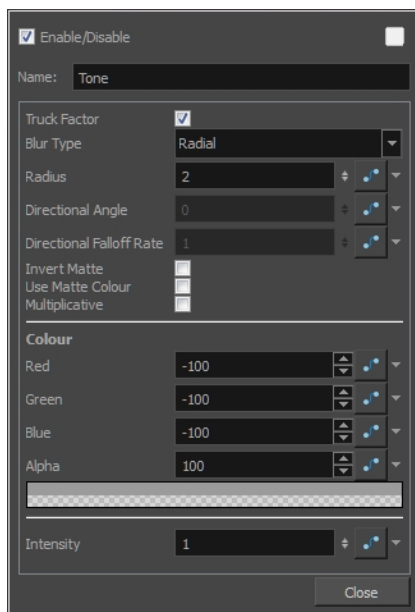 Enable/Disable
Name: Tone
Truck Factor
Blur Type Radial
Radius 2
Directional Angle 0
Directional Falloff Rate 1
Invert Matte
Use Matte Colour
Multiplicative
Colour
Red -100
Green -100
Blue -100
Alpha 100
Intensity 1
Close